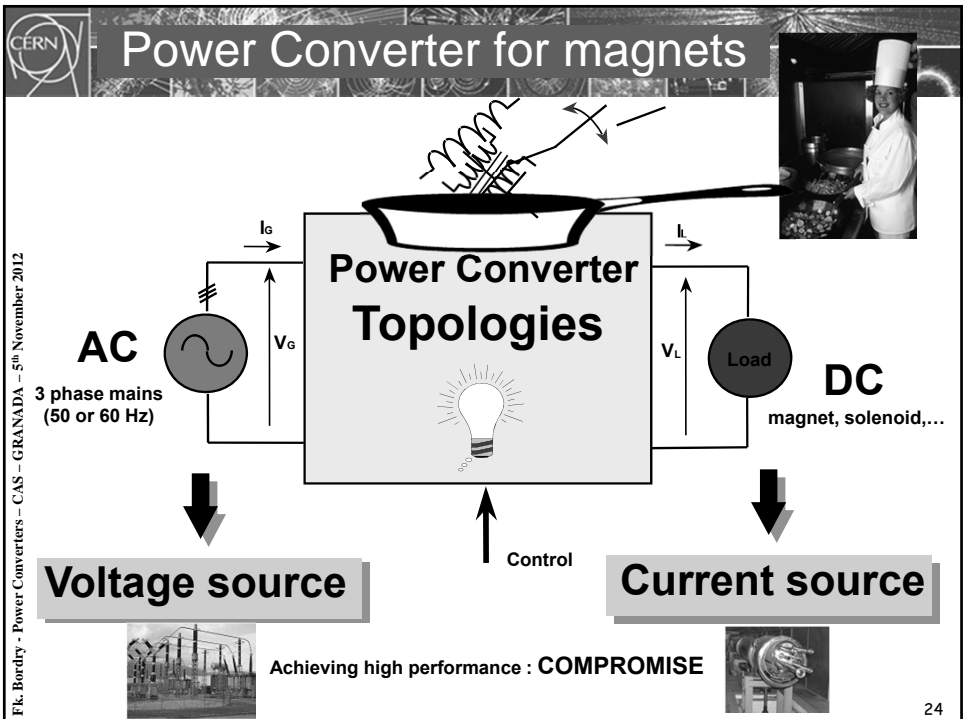 CERN
Power Converter for magnets
IG
IL
Power Converter
Topologies
VG
VL
AC
3 phase mains
(50 or 60 Hz)
Load
DC
magnet, solenoid,...
Control
Voltage source
Current source
Achieving high performance : COMPROMISE
Fk. Bordry - Power Converters – CAS – GRANADA – 5th November 2012
24